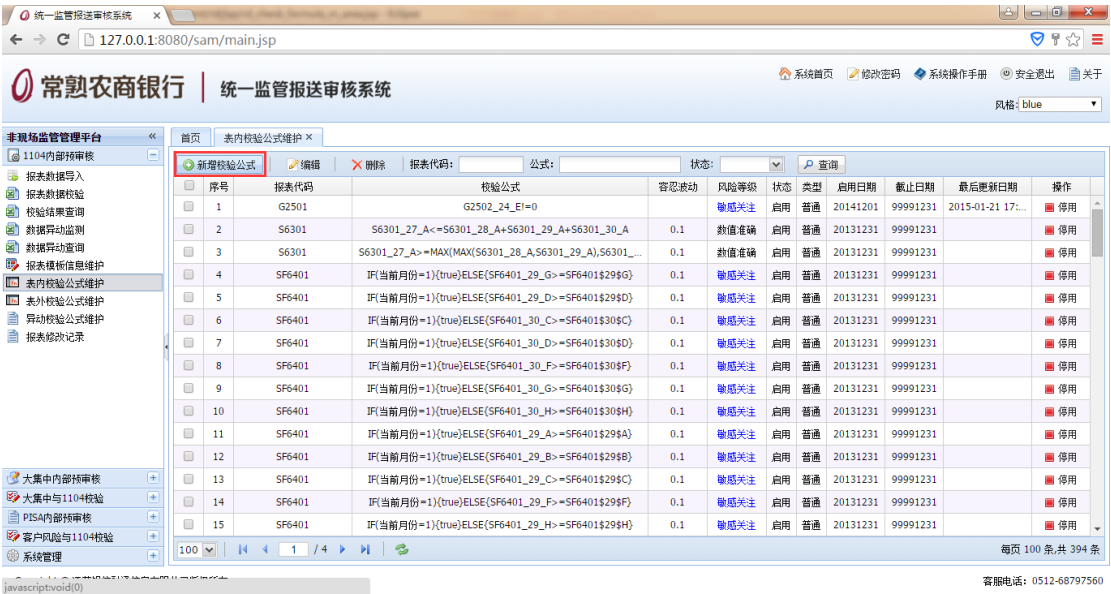 统一监管报送审核系统 ×
127.0.0.1:8080/sam/main.jsp
常熟农商银行 统一监管报送审核系统
系统首页 修改密码 系统操作手册 安全退出 关于
风格: blue
非现场监管管理平台 «
1104内部预审核
报表数据导入
报表数据校验
校验结果查询
数据异动监测
数据异动查询
报表模板信息维护
表内校验公式维护
表外校验公式维护
异动校验公式维护
报表修改记录
大集中内部预审核
大集中与1104校验
PISA内部预审核
客户风险与1104校验
系统管理
首页 表内校验公式维护 ×
新增校验公式 编辑 删除 报表代码: 公式: 状态: 查询
序号 报表代码 校验公式 容忍波动 风险等级 状态 类型 启用日期 截止日期 最后更新日期 操作
1 G2501 G2502_24_E!=0 敏感关注 启用 普通 20141201 99991231 2015-01-21 17:... 停用
2 S6301 S6301_27_A<=S6301_28_A+S6301_29_A+S6301_30_A 0.1 数值准确 启用 普通 20131231 99991231 停用
3 S6301 S6301_27_A>=MAX(MAX(S6301_28_A,S6301_29_A),S6301_... 0.1 数值准确 启用 普通 20131231 99991231 停用
4 SF6401 IF(当前月份=1){true}ELSE{SF6401_29_G>=SF6401$29$G} 0.1 敏感关注 启用 普通 20131231 99991231 停用
5 SF6401 IF(当前月份=1){true}ELSE{SF6401_29_D>=SF6401$29$D} 0.1 敏感关注 启用 普通 20131231 99991231 停用
6 SF6401 IF(当前月份=1){true}ELSE{SF6401_30_C>=SF6401$30$C} 0.1 敏感关注 启用 普通 20131231 99991231 停用
7 SF6401 IF(当前月份=1){true}ELSE{SF6401_30_D>=SF6401$30$D} 0.1 敏感关注 启用 普通 20131231 99991231 停用
8 SF6401 IF(当前月份=1){true}ELSE{SF6401_30_F>=SF6401$30$F} 0.1 敏感关注 启用 普通 20131231 99991231 停用
9 SF6401 IF(当前月份=1){true}ELSE{SF6401_30_G>=SF6401$30$G} 0.1 敏感关注 启用 普通 20131231 99991231 停用
10 SF6401 IF(当前月份=1){true}ELSE{SF6401_30_H>=SF6401$30$H} 0.1 敏感关注 启用 普通 20131231 99991231 停用
11 SF6401 IF(当前月份=1){true}ELSE{SF6401_29_A>=SF6401$29$A} 0.1 敏感关注 启用 普通 20131231 99991231 停用
12 SF6401 IF(当前月份=1){true}ELSE{SF6401_29_B>=SF6401$29$B} 0.1 敏感关注 启用 普通 20131231 99991231 停用
13 SF6401 IF(当前月份=1){true}ELSE{SF6401_29_C>=SF6401$29$C} 0.1 敏感关注 启用 普通 20131231 99991231 停用
14 SF6401 IF(当前月份=1){true}ELSE{SF6401_29_F>=SF6401$29$F} 0.1 敏感关注 启用 普通 20131231 99991231 停用
15 SF6401 IF(当前月份=1){true}ELSE{SF6401_29_H>=SF6401$29$H} 0.1 敏感关注 启用 普通 20131231 99991231 停用
100 1 / 4 每页 100 条,共 394 条
客服电话: 0512-68797560
javascript:void(0)